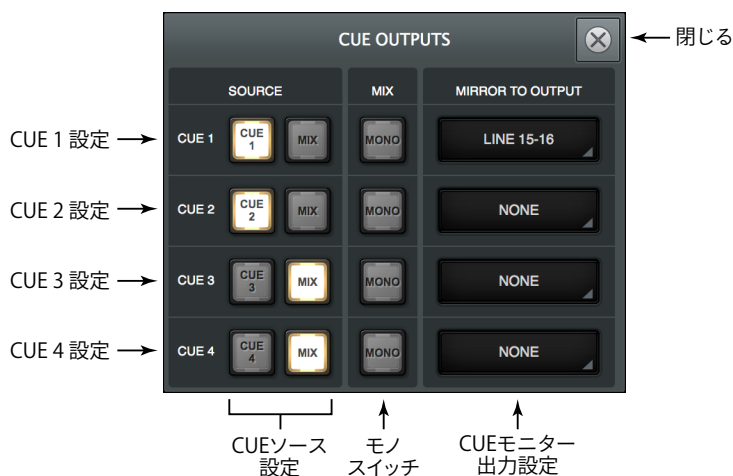 CUE OUTPUTS
閉じる
SOURCE MIX MIRROR TO OUTPUT
CUE 1 設定 CUE 1 CUE 1 MIX MONO LINE 15-16
CUE 2 設定 CUE 2 CUE 2 MIX MONO NONE
CUE 3 設定 CUE 3 CUE 3 MIX MONO NONE
CUE 4 設定 CUE 4 CUE 4 MIX MONO NONE
CUEソース
設定
モノ
スイッチ
CUEモニター
出力設定